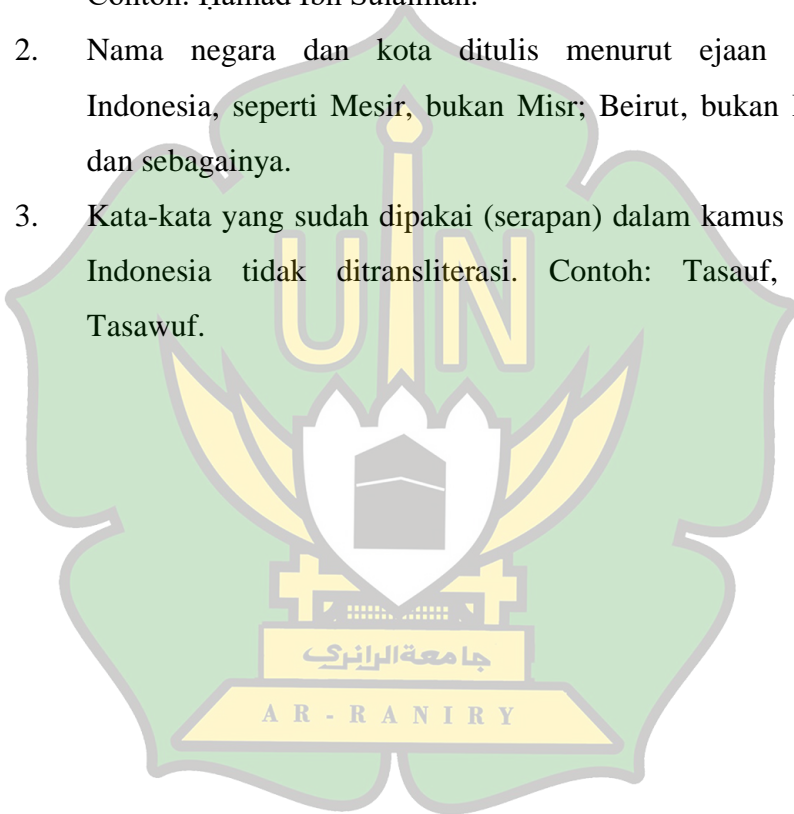 Contoh: Ḥamad Ibn Sulaiman.
2. Nama negara dan kota ditulis menurut ejaan
Indonesia, seperti Mesir, bukan Misr; Beirut, bukan
dan sebagainya.
3. Kata-kata yang sudah dipakai (serapan) dalam kamus
Indonesia tidak ditransliterasi. Contoh: Tasauf,
Tasawuf.
UIN
جامعةالرانري
AR-RANIRY